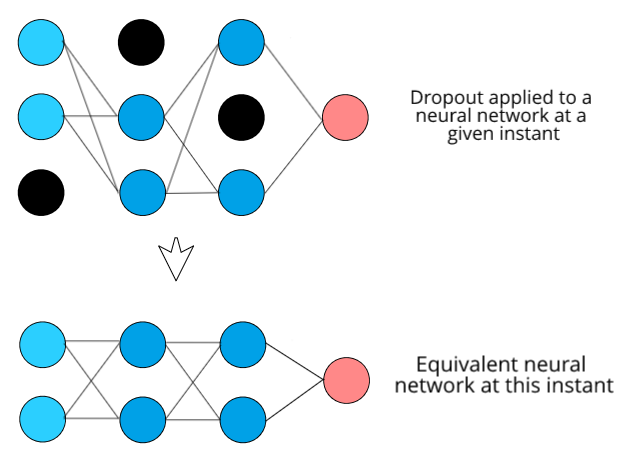 Dropout applied to a
neural network at a
given instant
Equivalent neural
network at this instant